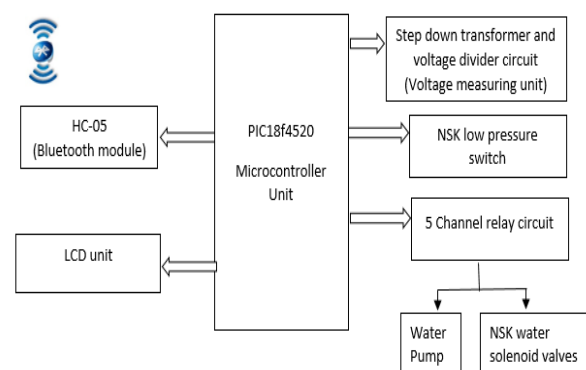 Step down transformer and
voltage divider circuit
(Voltage measuring unit)
HC-05
(Bluetooth module)
PIC18f4520
Microcontroller
Unit
NSK low pressure
switch
5 Channel relay circuit
LCD unit
Water
Pump
NSK water
solenoid valves